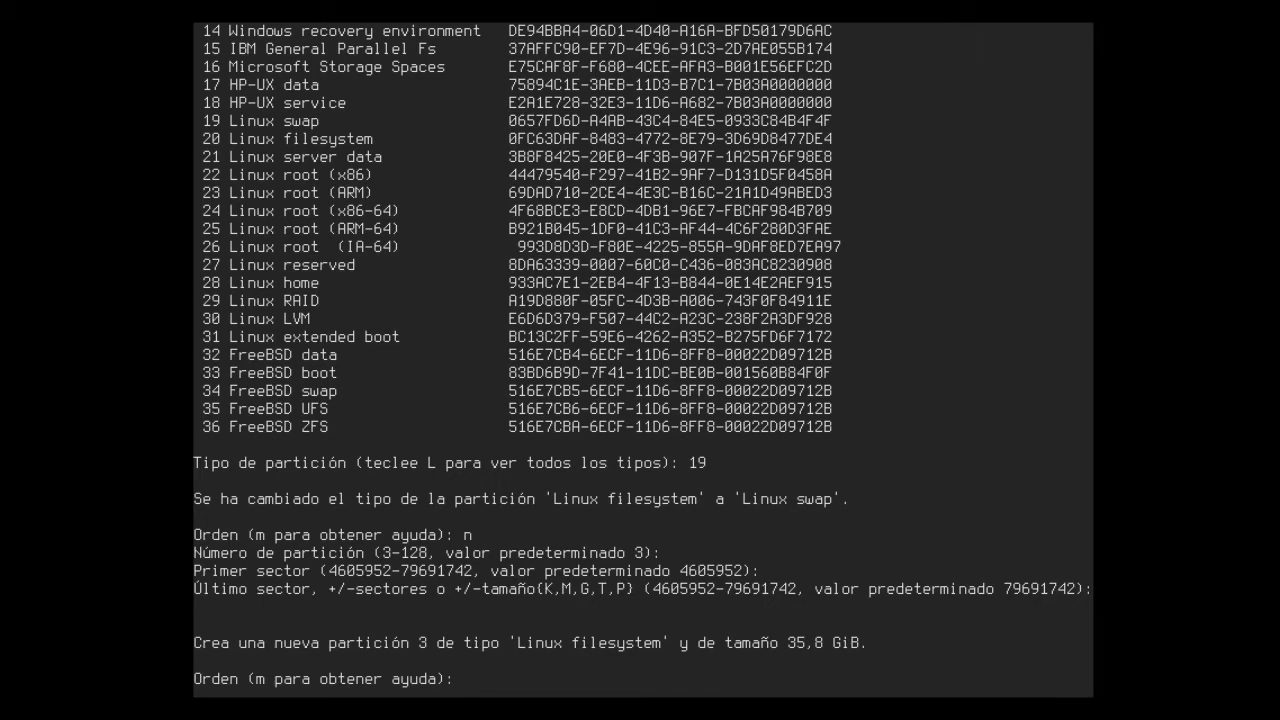 14 Windows recovery environment DE94BBA4-06D1-4D40-A16A-BFD50179D6AC
15 IBM General Parallel Fs 37AFFC90-EF7D-4E96-91C3-2D7AE055B174
16 Microsoft Storage Spaces E75CAF8F-F680-4CEE-AFA3-B001E56EFC2D
17 HP-UX data 75894C1E-3AEB-11D3-B7C1-7B03A0000000
18 HP-UX service E2A1E728-32E3-11D6-A682-7B03A0000000
19 Linux swap 0657FD6D-A4AB-43C4-84E5-0933C84B4F4F
20 Linux filesystem 0FC63DAF-8483-4772-8E79-3D69D8477DE4
21 Linux server data 3B8F8425-20E0-4F3B-907F-1A25A76F98E8
22 Linux root (x86) 44479540-F297-41B2-9AF7-D131D5F0458A
23 Linux root (ARM) 69DAD710-2CE4-4E3C-B16C-21A1D49ABED3
24 Linux root (x86-64) 4F68BCE3-E8CD-4DB1-96E7-FBCAF984B709
25 Linux root (ARM-64) B921B045-1DF0-41C3-AF44-4C6F280D3FAE
26 Linux root (IA-64) 993D8D3D-F80E-4225-855A-9DAF8ED7EA97
27 Linux reserved 8DA63339-0007-60C0-C436-083AC8230908
28 Linux home 933AC7E1-2EB4-4F13-B844-0E14E2AEF915
29 Linux RAID A19D880F-05FC-4D3B-A006-743F0F84911E
30 Linux LVM E6D6D379-F507-44C2-A23C-238F2A3DF928
31 Linux extended boot BC13C2FF-59E6-4262-A352-B275FD6F7172
32 FreeBSD data 516E7CB4-6ECF-11D6-8FF8-00022D09712B
33 FreeBSD boot 83BD6B9D-7F41-11DC-BE0B-001560B84F0F
34 FreeBSD swap 516E7CB5-6ECF-11D6-8FF8-00022D09712B
35 FreeBSD UFS 516E7CB6-6ECF-11D6-8FF8-00022D09712B
36 FreeBSD ZFS 516E7CBA-6ECF-11D6-8FF8-00022D09712B
Tipo de partición (teclee L para ver todos los tipos): 19
Se ha cambiado el tipo de la partición 'Linux filesystem' a 'Linux swap'.
Orden (m para obtener ayuda): n
Número de partición (3-128, valor predeterminado 3):
Primer sector (4605952-79691742, valor predeterminado 4605952):
Último sector, +/-sectores o +/-tamaño{K,M,G,T,P} (4605952-79691742, valor predeterminado 79691742):
Crea una nueva partición 3 de tipo 'Linux filesystem' y de tamaño 35,8 GiB.
Orden (m para obtener ayuda):